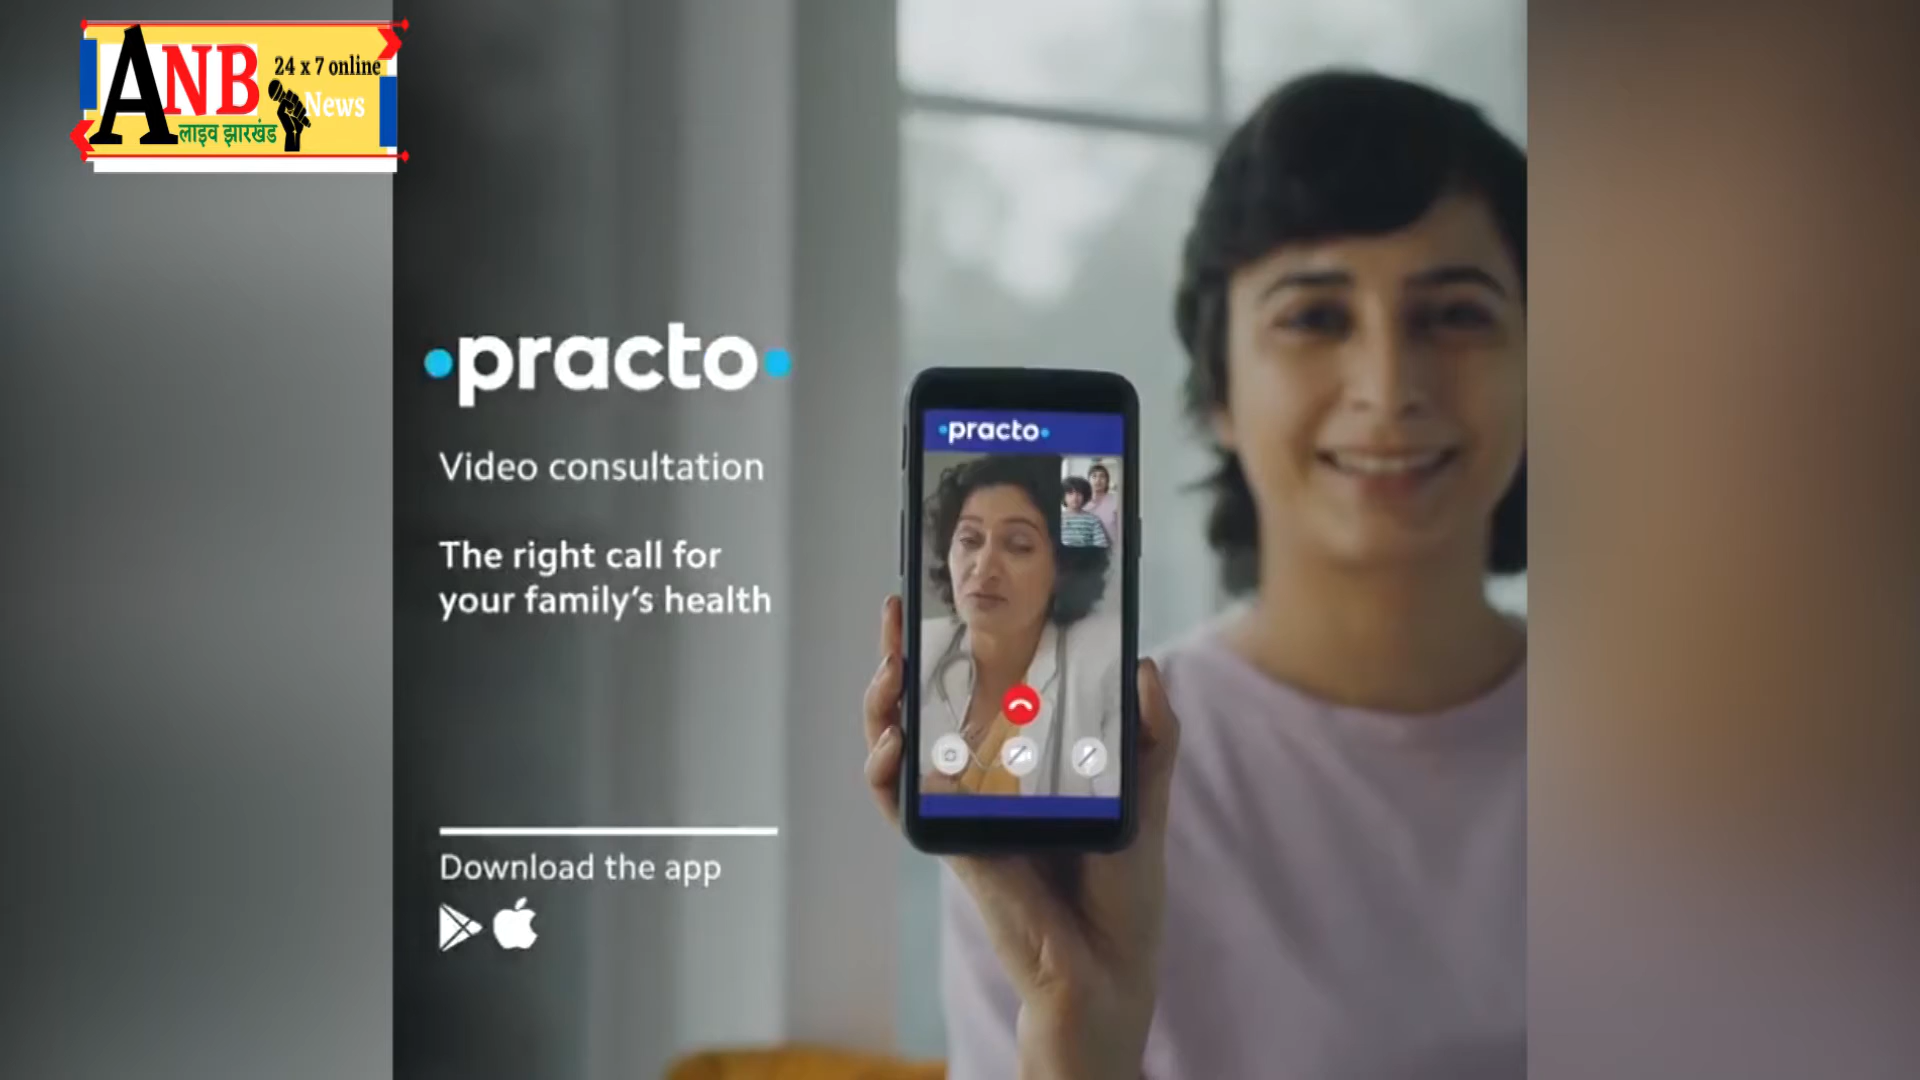 ANB
24 x 7 online
News
लाइव झारखंड
practo
Video consultation
The right call for
your family's health
Download the app
practo